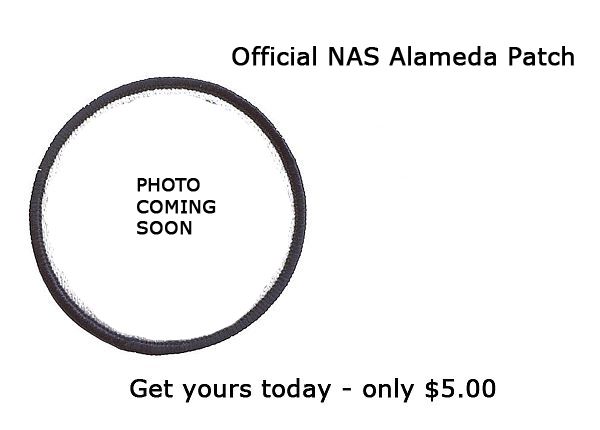 Official NAS Alameda Patch
PHOTO
COMING
SOON
Get yours today - only $5.00